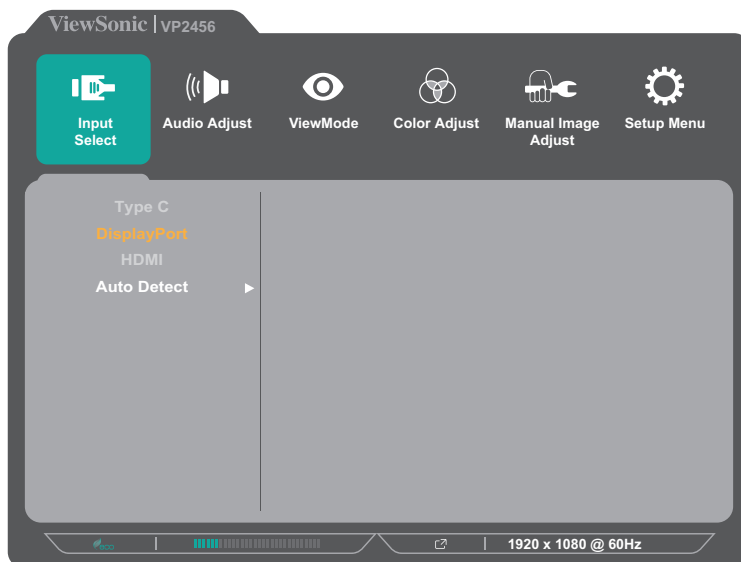 ViewSonic | VP2456
Input Select
Audio Adjust
ViewMode
Color Adjust
Manual Image Adjust
Setup Menu
Type C
DisplayPort
HDMI
Auto Detect
1920 x 1080 @ 60Hz